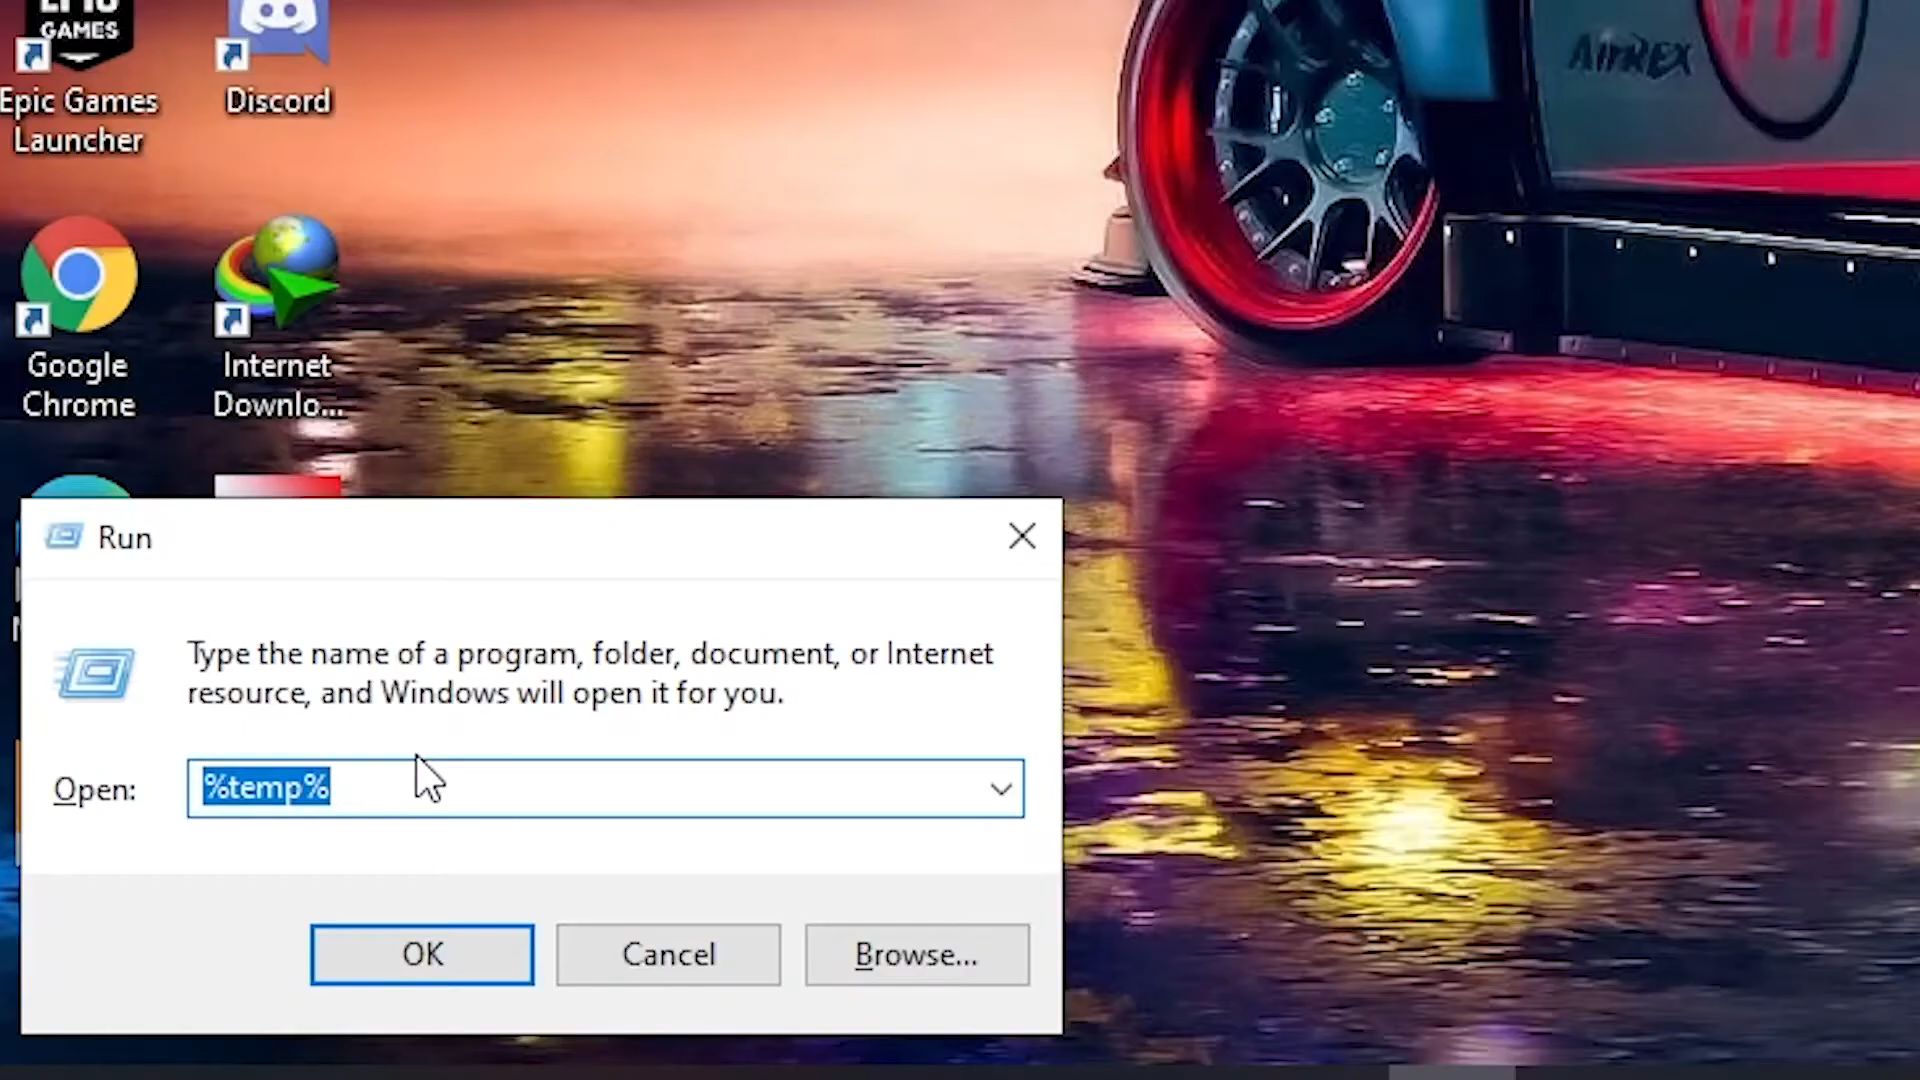 GAMES
Epic Games
Launcher
Discord
AirREX
Google
Chrome
Internet
Downlo...
Run
Type the name of a program, folder, document, or Internet
resource, and Windows will open it for you.
Open:
%temp%
OK
Cancel
Browse...